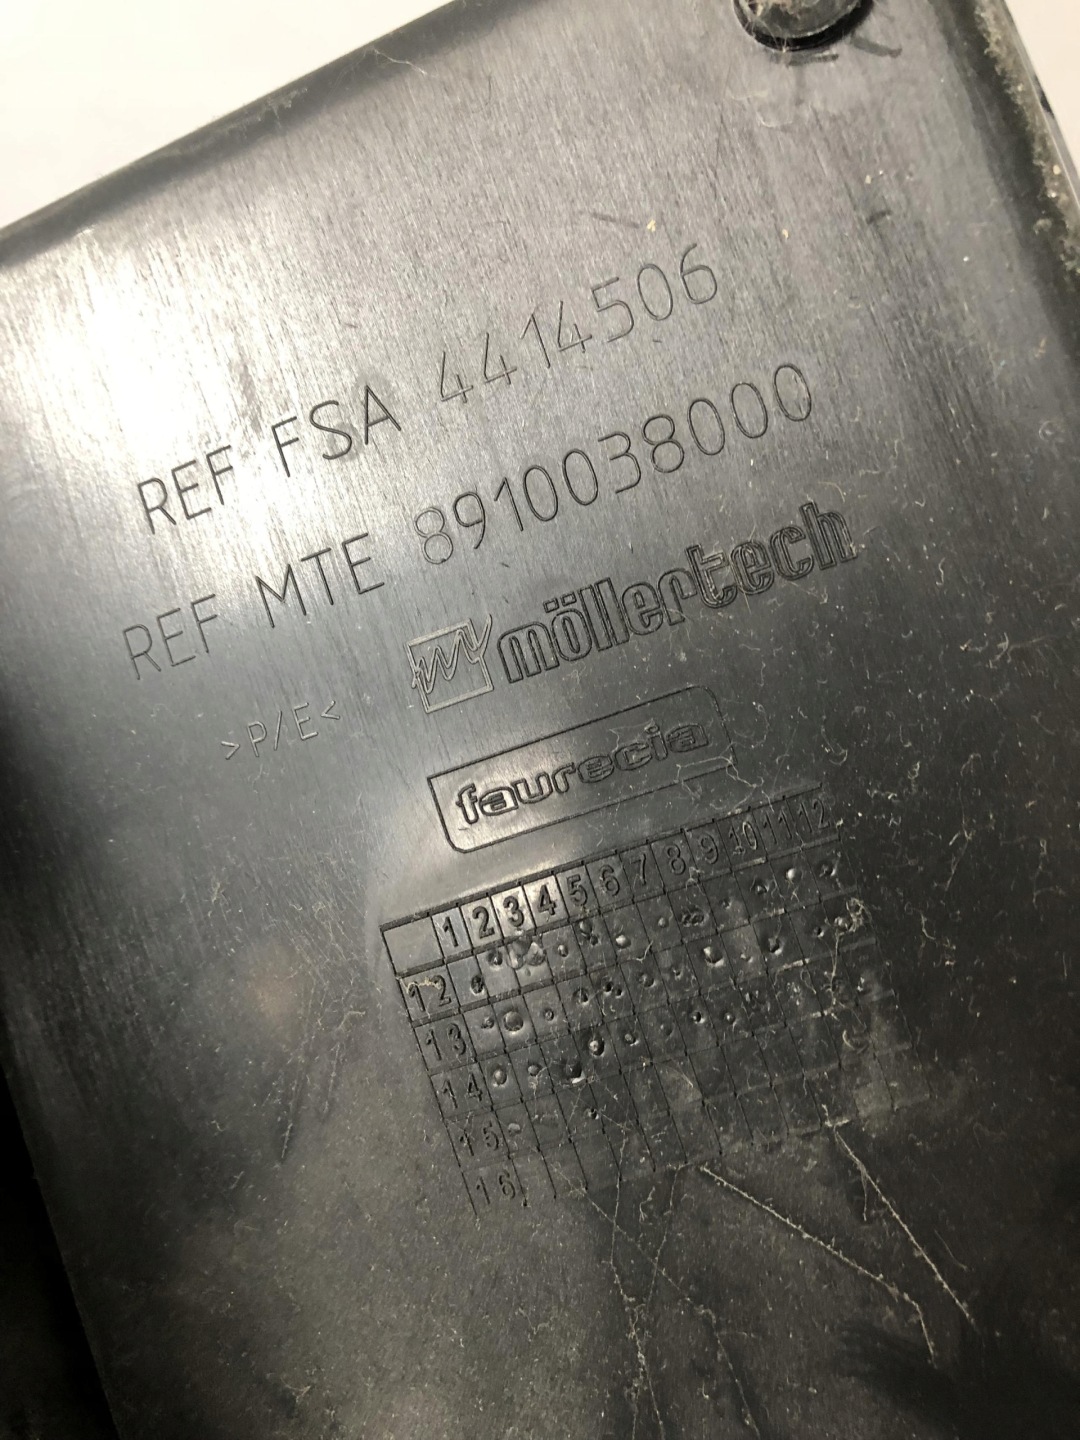 REF FSA 4414506
REF MTE 8910038000
möllertech
>P/E<
faurecia
1 2 3 4 5 6 7 8 9 10 11 12
12
13
14
15
16